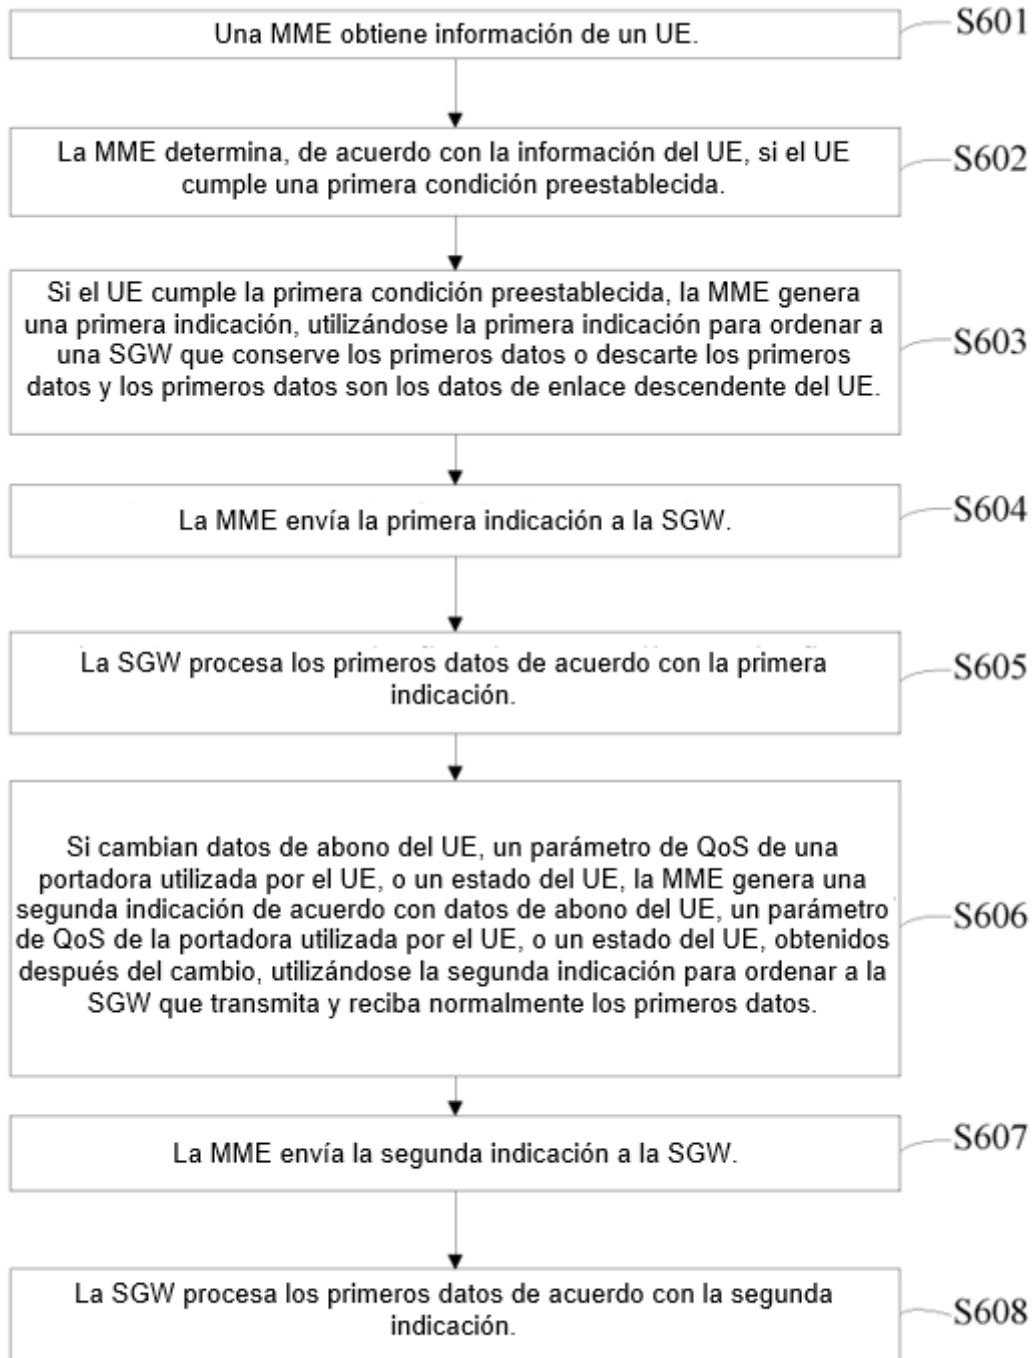 Una MME obtiene información de un UE.
S601
La MME determina, de acuerdo con la información del UE, si el UE
cumple una primera condición preestablecida.
S602
Si el UE cumple la primera condición preestablecida, la MME genera
una primera indicación, utilizándose la primera indicación para ordenar a
una SGW que conserve los primeros datos o descarte los primeros
datos y los primeros datos son los datos de enlace descendente del UE.
S603
La MME envía la primera indicación a la SGW.
S604
La SGW procesa los primeros datos de acuerdo con la primera
indicación.
S605
Si cambian datos de abono del UE, un parámetro de QoS de una
portadora utilizada por el UE, o un estado del UE, la MME genera una
segunda indicación de acuerdo con datos de abono del UE, un parámetro
de QoS de la portadora utilizada por el UE, o un estado del UE, obtenidos
después del cambio, utilizándose la segunda indicación para ordenar a la
SGW que transmita y reciba normalmente los primeros datos.
S606
La MME envía la segunda indicación a la SGW.
S607
La SGW procesa los primeros datos de acuerdo con la segunda
indicación.
S608